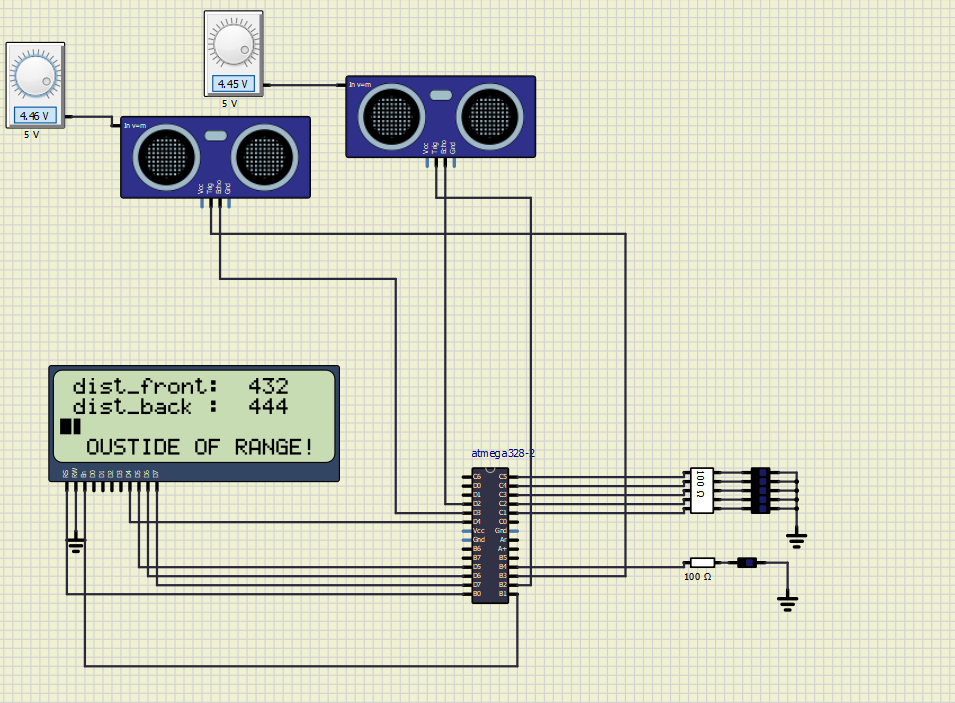 4.45 V
5 V
4.46 V
5 V
In v=m
Vcc Trig Echo Gnd
In v=m
Vcc Trig Echo Gnd
dist_front: 432
dist_back : 444
OUSTIDE OF RANGE!
RS RW En D0 D1 D2 D3 D4 D5 D6 D7
atmega328-2
C6 C5
D0 C4
D1 C3
D2 C2
D3 C1
D4 C0
Vcc Gnd
Gnd Ar
B6 A+
B7 B5
D5 B4
D6 B3
D7 B2
B0 B1
100 Ω
100 Ω